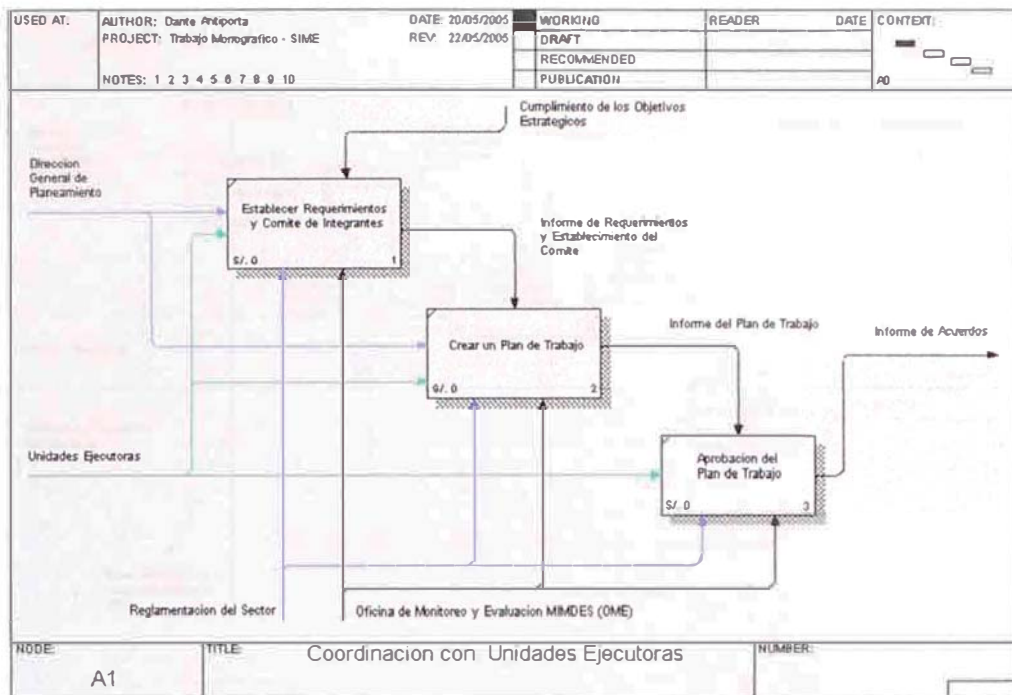 USED AT:
AUTHOR: Dante Antiporta
DATE: 20/05/2005
PROJECT: Trabajo Monografico - SIME
REV: 22/05/2005
NOTES: 1 2 3 4 5 6 7 8 9 10
WORKING
DRAFT
RECOMMENDED
PUBLICATION
READER
DATE
CONTEXT:
A0
Cumplimiento de los Objetivos
Estrategicos
Direccion
General de
Planeamiento
Establecer Requerimientos
y Comite de Integrantes
S/. 0
1
Informe de Requerimientos
y Establecimiento del
Comite
Crear un Plan de Trabajo
S/. 0
2
Informe del Plan de Trabajo
Informe de Acuerdos
Unidades Ejecutoras
Aprobacion del
Plan de Trabajo
S/. 0
3
Reglamentacion del Sector
Oficina de Monitoreo y Evaluacion MIMDES (OME)
NODE:
A1
TITLE:
Coordinacion con Unidades Ejecutoras
NUMBER: